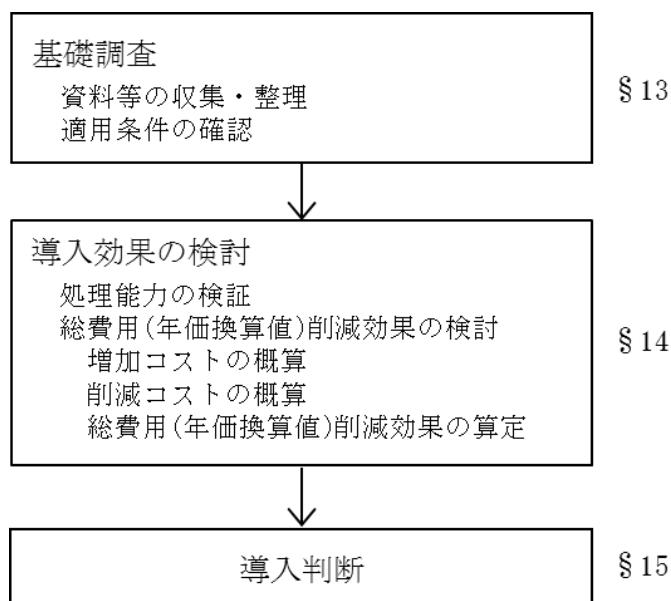 基礎調査
資料等の収集・整理
適用条件の確認
§13
導入効果の検討
処理能力の検証
総費用(年価換算値)削減効果の検討
増加コストの概算
削減コストの概算
総費用(年価換算値)削減効果の算定
§14
導入判断
§15